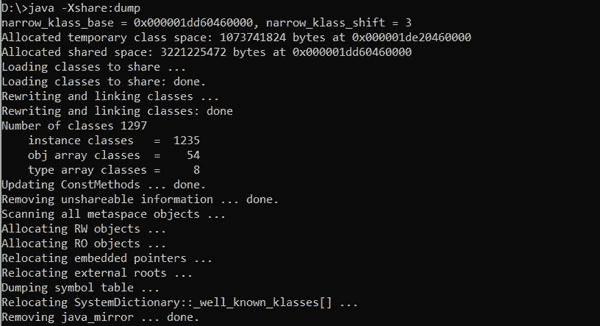 D:\>java -Xshare:dump
narrow_klass_base = 0x000001dd60460000, narrow_klass_shift = 3
Allocated temporary class space: 1073741824 bytes at 0x000001de20460000
Allocated shared space: 3221225472 bytes at 0x000001dd60460000
Loading classes to share ...
Loading classes to share: done.
Rewriting and linking classes ...
Rewriting and linking classes: done
Number of classes 1297
    instance classes   =  1235
    obj array classes  =    54
    type array classes =     8
Updating ConstMethods ... done.
Removing unshareable information ... done.
Scanning all metaspace objects ...
Allocating RW objects ...
Allocating RO objects ...
Relocating embedded pointers ...
Relocating external roots ...
Dumping symbol table ...
Relocating SystemDictionary::_well_known_klasses[] ...
Removing java_mirror ... done.